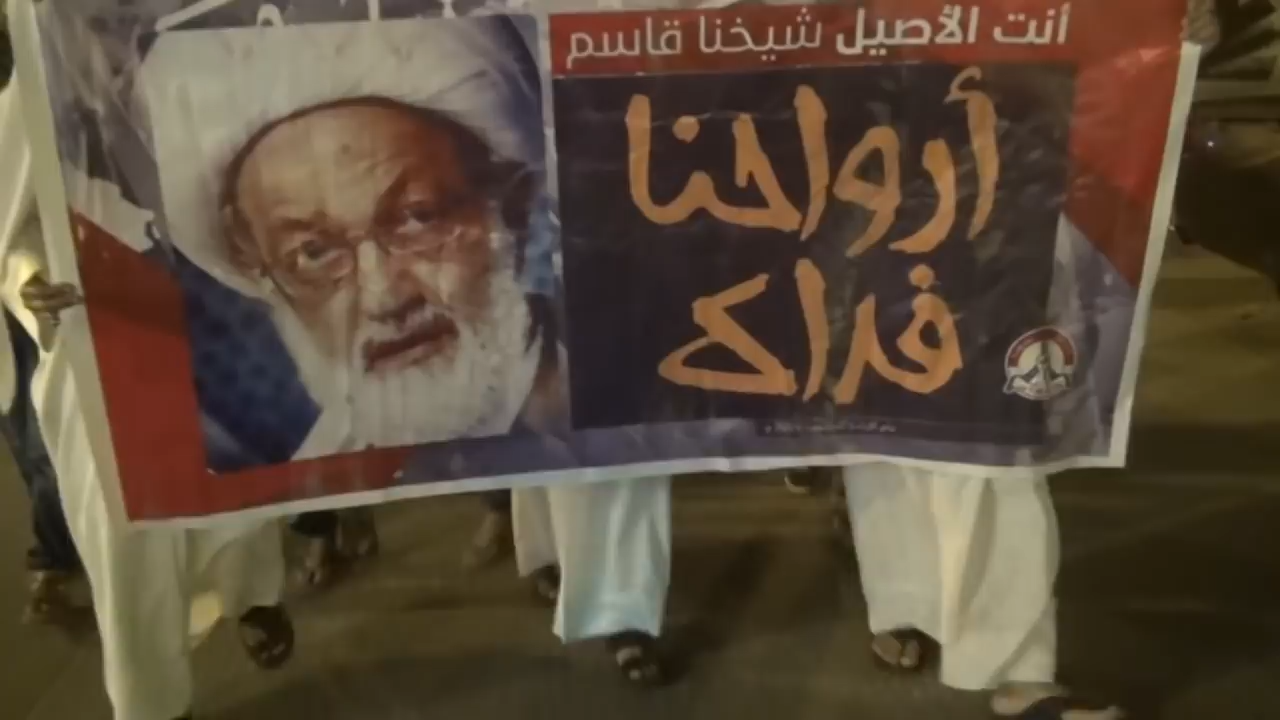 أنت الأصيل شيخنا قاسم
أرواحنا
فداك